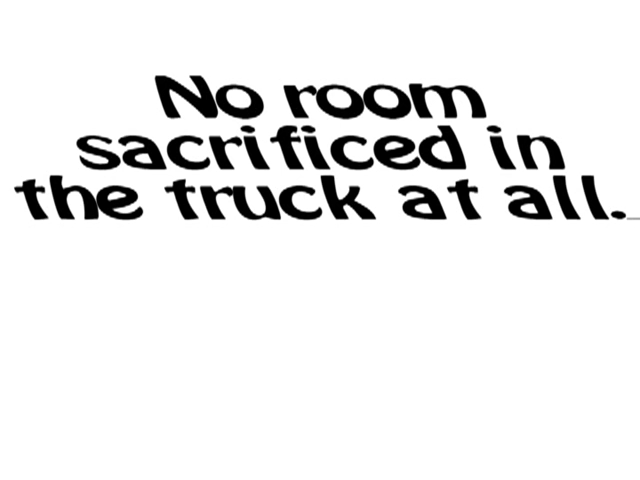 No room
sacrificed in
the truck at all.